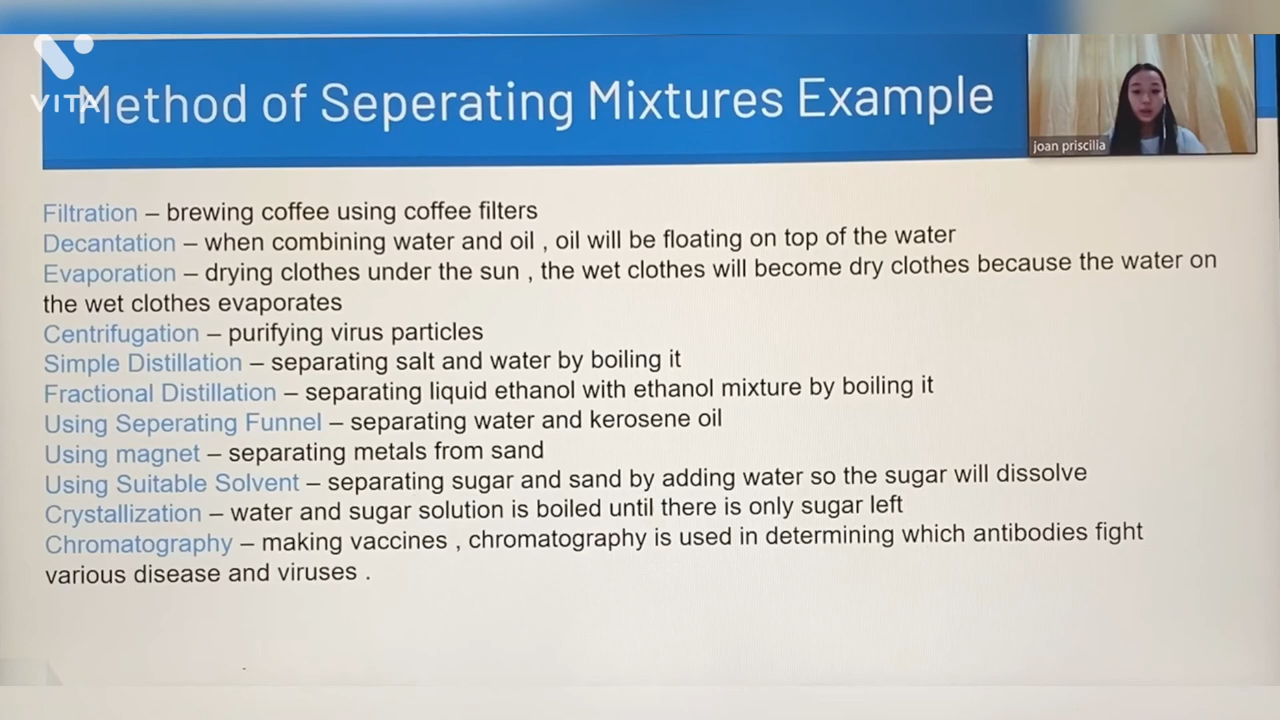 VITA
Method of Seperating Mixtures Example
joan priscilia
Filtration – brewing coffee using coffee filters
Decantation – when combining water and oil , oil will be floating on top of the water
Evaporation – drying clothes under the sun , the wet clothes will become dry clothes because the water on
the wet clothes evaporates
Centrifugation – purifying virus particles
Simple Distillation – separating salt and water by boiling it
Fractional Distillation – separating liquid ethanol with ethanol mixture by boiling it
Using Seperating Funnel – separating water and kerosene oil
Using magnet – separating metals from sand
Using Suitable Solvent – separating sugar and sand by adding water so the sugar will dissolve
Crystallization – water and sugar solution is boiled until there is only sugar left
Chromatography – making vaccines , chromatography is used in determining which antibodies fight
various disease and viruses .